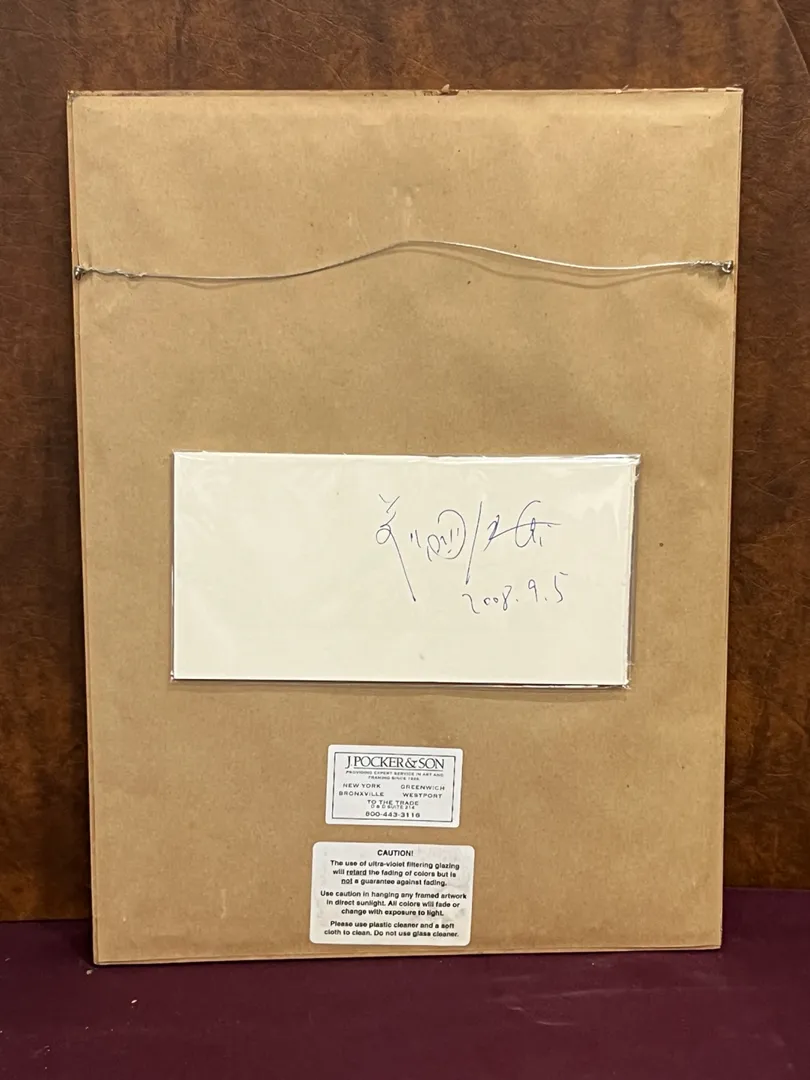 2008.9.5
J. POCKER & SON
PROVIDING EXPERT SERVICE IN ART AND
FRAMING SINCE 1926
NEW YORK GREENWICH
BRONXVILLE WESTPORT
TO THE TRADE
D & D SUITE 214
800-443-3116
CAUTION!
The use of ultra-violet filtering glazing
will retard the fading of colors but is
not a guarantee against fading.
Use caution in hanging any framed artwork
in direct sunlight. All colors will fade or
change with exposure to light.
Please use plastic cleaner and a soft
cloth to clean. Do not use glass cleaner.